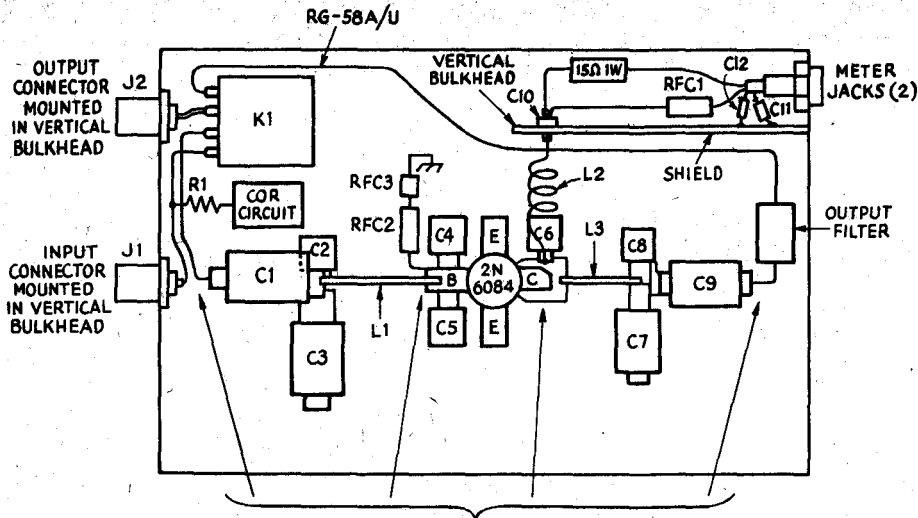 RG-58A/U
OUTPUT
CONNECTOR
MOUNTED
IN VERTICAL
BULKHEAD
J2
K1
VERTICAL
BULKHEAD
C10
15Ω 1W
RFC1
C12
C11
METER
JACKS (2)
SHIELD
R1
COR
CIRCUIT
RFC3
RFC2
L2
OUTPUT
FILTER
INPUT
CONNECTOR
MOUNTED
IN VERTICAL
BULKHEAD
J1
C1
C2
C3
L1
C4
B
C5
E
2N
6084
E
C
C6
L3
C8
C7
C9